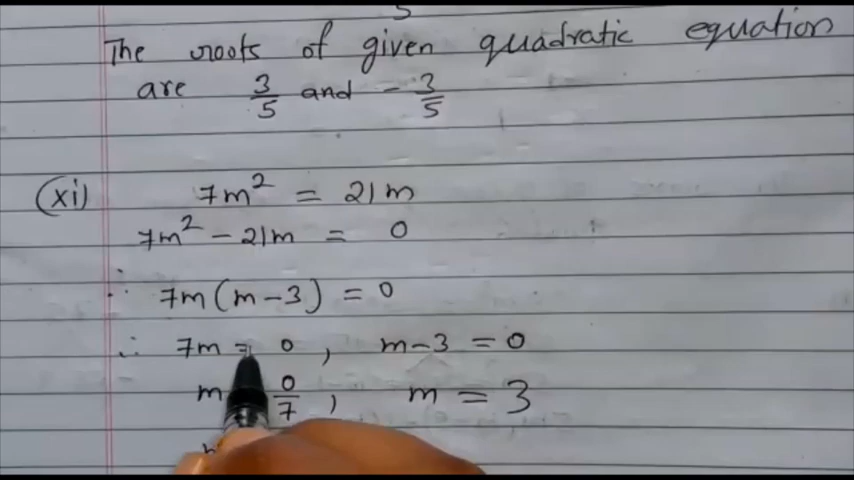 5
The roots of given quadratic equation
are 3/5 and - 3/5
(xi) 7m² = 21m
7m² - 21m = 0
∴ 7m(m-3) = 0
∴ 7m = 0, m-3 = 0
m 0/7, m = 3